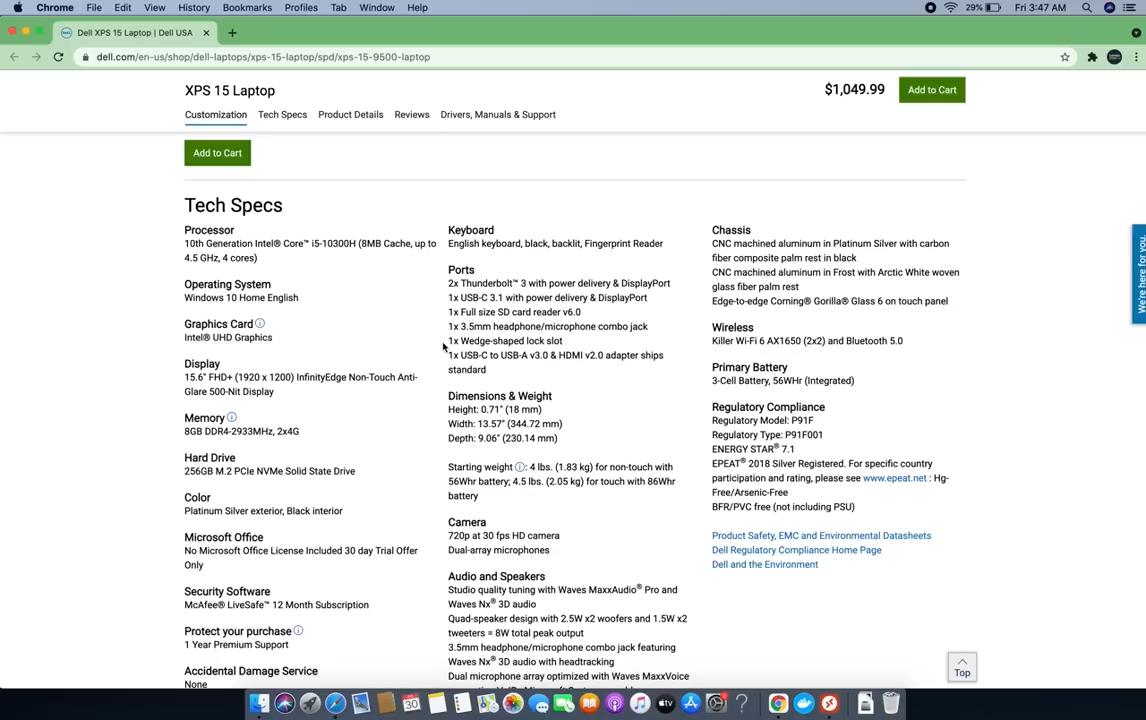 Chrome File Edit View History Bookmarks Profiles Tab Window Help
29% Fri 3:47 AM
Dell XPS 15 Laptop | Dell USA
dell.com/en-us/shop/dell-laptops/xps-15-laptop/spd/xps-15-9500-laptop
XPS 15 Laptop
$1,049.99
Add to Cart
Customization Tech Specs Product Details Reviews Drivers, Manuals & Support
Add to Cart
Tech Specs
Processor
10th Generation Intel® Core™ i5-10300H (8MB Cache, up to
4.5 GHz, 4 cores)
Operating System
Windows 10 Home English
Graphics Card
Intel® UHD Graphics
Display
15.6" FHD+ (1920 x 1200) InfinityEdge Non-Touch Anti-
Glare 500-Nit Display
Memory
8GB DDR4-2933MHz, 2x4G
Hard Drive
256GB M.2 PCIe NVMe Solid State Drive
Color
Platinum Silver exterior, Black interior
Microsoft Office
No Microsoft Office License Included 30 day Trial Offer
Only
Security Software
McAfee® LiveSafe™ 12 Month Subscription
Protect your purchase
1 Year Premium Support
Accidental Damage Service
None
Keyboard
English keyboard, black, backlit, Fingerprint Reader
Ports
2x Thunderbolt™ 3 with power delivery & DisplayPort
1x USB-C 3.1 with power delivery & DisplayPort
1x Full size SD card reader v6.0
1x 3.5mm headphone/microphone combo jack
1x Wedge-shaped lock slot
1x USB-C to USB-A v3.0 & HDMI v2.0 adapter ships
standard
Dimensions & Weight
Height: 0.71" (18 mm)
Width: 13.57" (344.72 mm)
Depth: 9.06" (230.14 mm)
Starting weight : 4 lbs. (1.83 kg) for non-touch with
56Whr battery; 4.5 lbs. (2.05 kg) for touch with 86Whr
battery
Camera
720p at 30 fps HD camera
Dual-array microphones
Audio and Speakers
Studio quality tuning with Waves MaxxAudio® Pro and
Waves Nx® 3D audio
Quad-speaker design with 2.5W x2 woofers and 1.5W x2
tweeters = 8W total peak output
3.5mm headphone/microphone combo jack featuring
Waves Nx® 3D audio with headtracking
Dual microphone array optimized with Waves MaxxVoice
Chassis
CNC machined aluminum in Platinum Silver with carbon
fiber composite palm rest in black
CNC machined aluminum in Frost with Arctic White woven
glass fiber palm rest
Edge-to-edge Corning® Gorilla® Glass 6 on touch panel
Wireless
Killer Wi-Fi 6 AX1650 (2x2) and Bluetooth 5.0
Primary Battery
3-Cell Battery, 56WHr (Integrated)
Regulatory Compliance
Regulatory Model: P91F
Regulatory Type: P91F001
ENERGY STAR® 7.1
EPEAT® 2018 Silver Registered. For specific country
participation and rating, please see www.epeat.net : Hg-
Free/Arsenic-Free
BFR/PVC free (not including PSU)
Product Safety, EMC and Environmental Datasheets
Dell Regulatory Compliance Home Page
Dell and the Environment
We're here for you.
Top